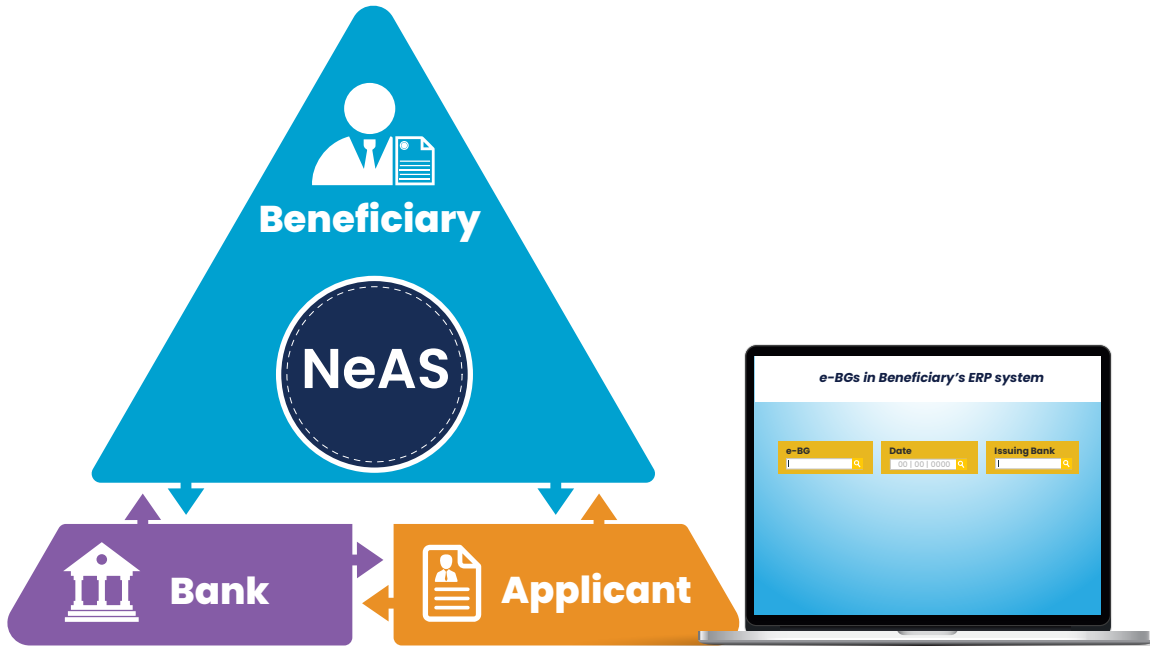 Beneficiary
NeAS
Bank
Applicant
e-BGs in Beneficiary's ERP system
e-BG
Date
00 | 00 | 0000
Issuing Bank